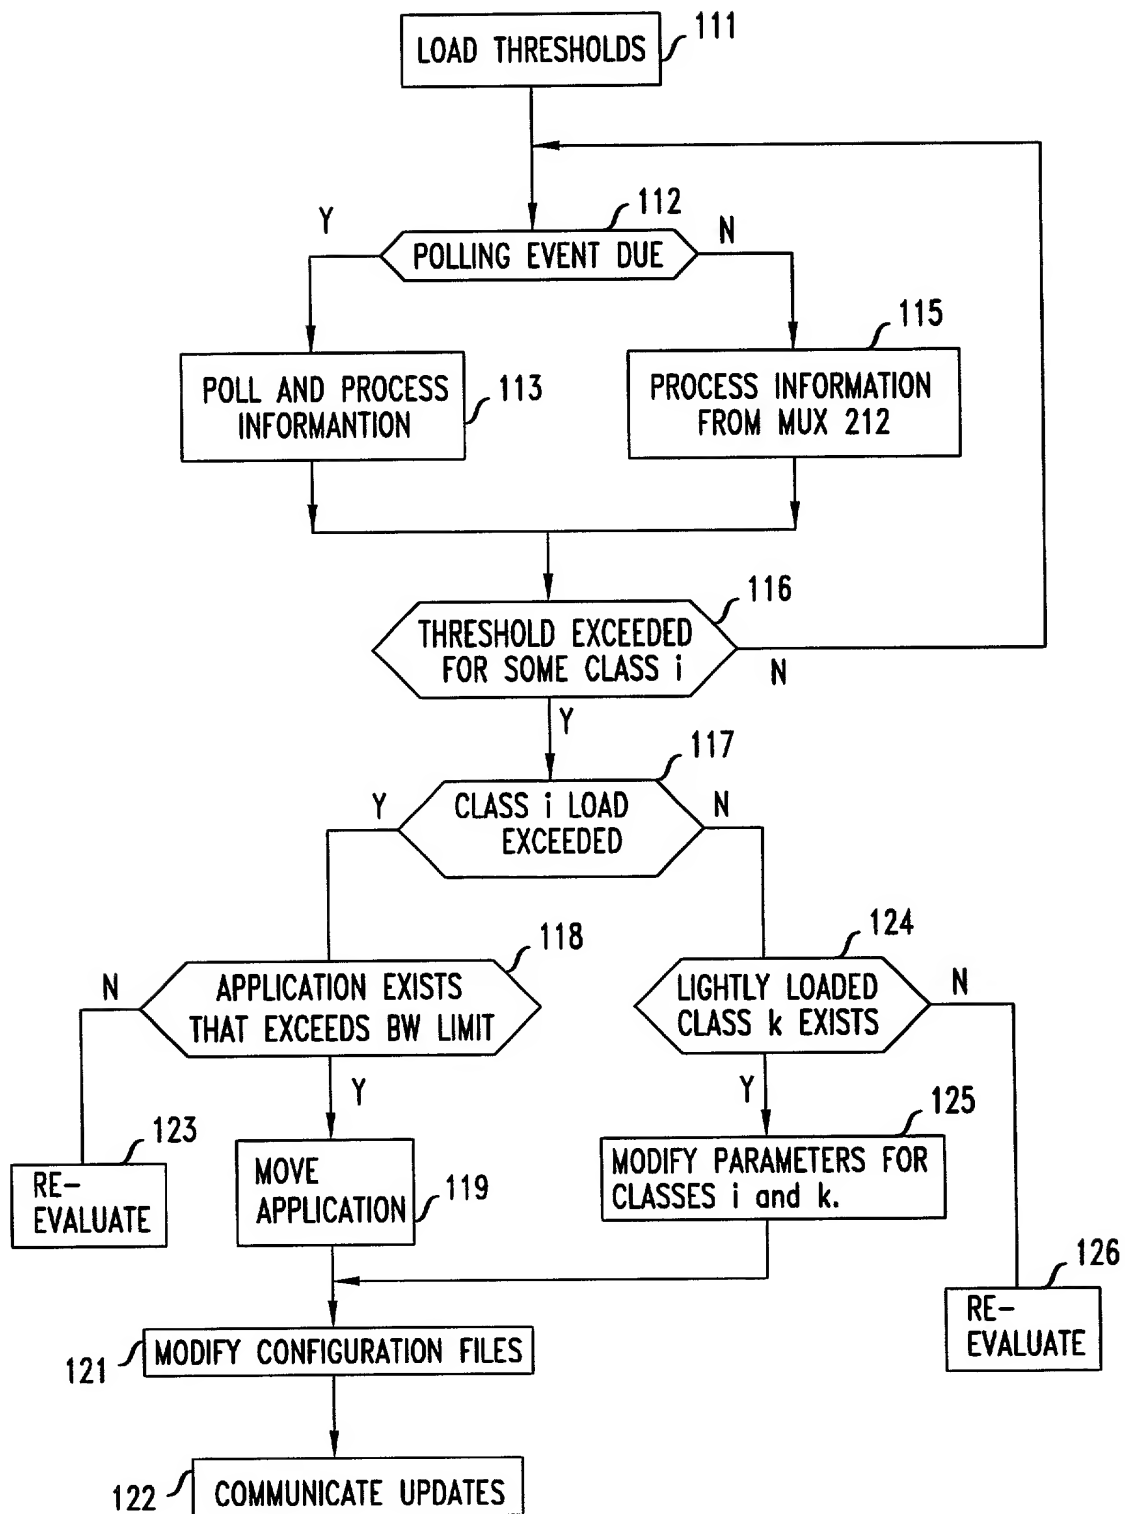 LOAD THRESHOLDS
111
112
Y
N
POLLING EVENT DUE
115
POLL AND PROCESS
INFORMANTION
113
PROCESS INFORMATION
FROM MUX 212
116
THRESHOLD EXCEEDED
FOR SOME CLASS i
N
Y
117
Y
N
CLASS i LOAD
EXCEEDED
118
124
N
APPLICATION EXISTS
THAT EXCEEDS BW LIMIT
LIGHTLY LOADED
CLASS k EXISTS
N
Y
Y
123
125
RE-
EVALUATE
MOVE
APPLICATION
119
MODIFY PARAMETERS FOR
CLASSES i and k.
126
RE-
EVALUATE
MODIFY CONFIGURATION FILES
121
COMMUNICATE UPDATES
122